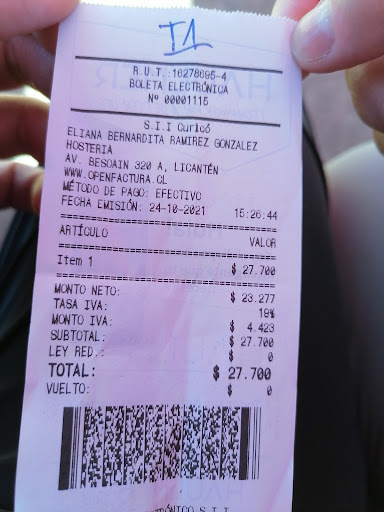 T1
R.U.T.:16278695-4
BOLETA ELECTRÓNICA
Nº 00001115
S.I.I Curicó
ELIANA BERNARDITA RAMIREZ GONZALEZ
HOSTERIA
AV. BESOAIN 320 A, LICANTÉN
WWW.OPENFACTURA.CL
MÉTODO DE PAGO: EFECTIVO
FECHA EMISIÓN: 24-10-2021 15:26:44
ARTÍCULO VALOR
Item 1 $ 27.700
MONTO NETO: $ 23.277
TASA IVA: 19%
MONTO IVA: $ 4.423
SUBTOTAL: $ 27.700
LEY RED.: $ 0
TOTAL: $ 27.700
VUELTO: $ 0